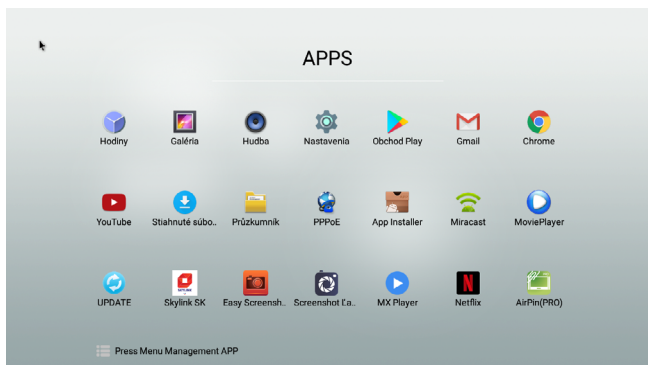 APPS
Hodiny
Galéria
Hudba
Nastavenia
Obchod Play
Gmail
Chrome
YouTube
Stiahnuté súbo..
Průzkumník
PPPoE
App Installer
Miracast
MoviePlayer
UPDATE
Skylink SK
Easy Screensh..
Screenshot Ľa..
MX Player
Netflix
AirPin(PRO)
Press Menu Management APP